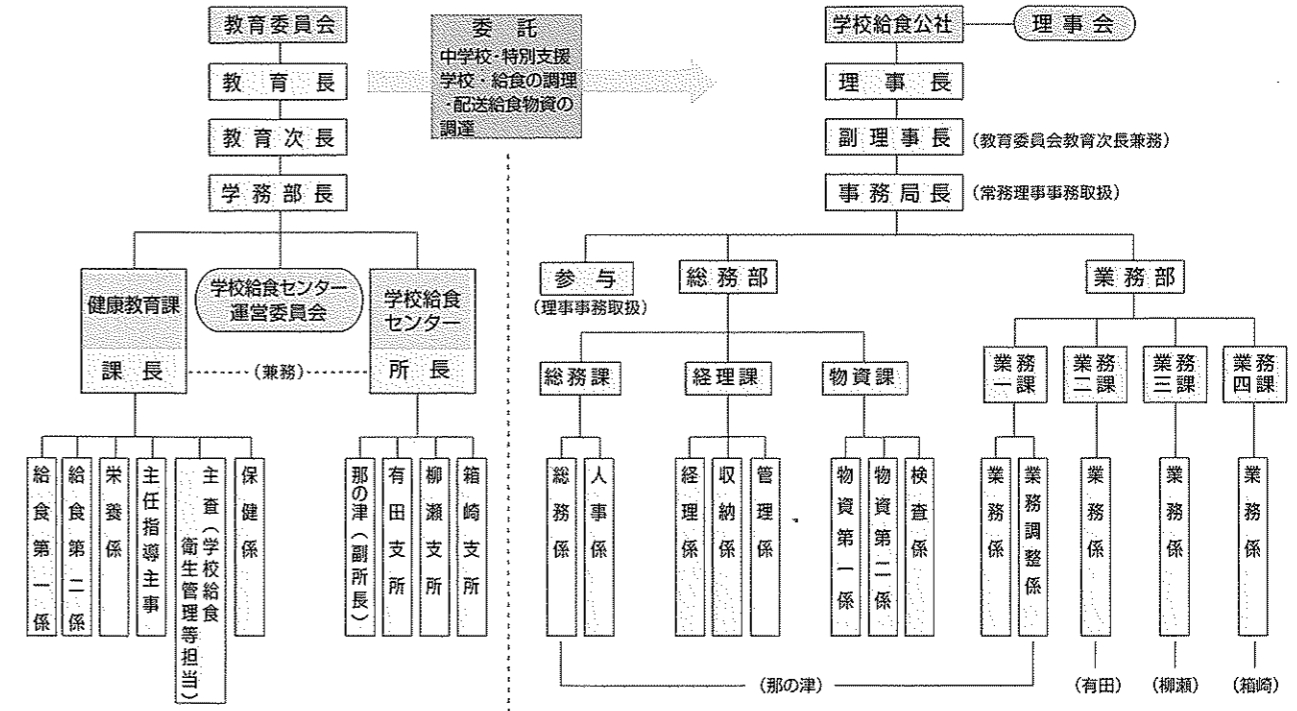 教育委員会
教育長
教育次長
学務部長
委託
中学校・特別支援
学校・給食の調理
・配送給食物資の
調達
学校給食公社
理事会
理事長
副理事長
(教育委員会教育次長兼務)
事務局長
(常務理事事務取扱)
健康教育課
課長
学校給食センター
運営委員会
学校給食
センター
所長
(兼務)
参与
(理事事務取扱)
総務部
業務部
総務課
経理課
物資課
業務
一課
業務
二課
業務
三課
業務
四課
給食第一係
給食第二係
栄養係
主任指導主事
主査(学校給食
衛生管理等担当)
保健係
那の津(副所長)
有田支所
柳瀬支所
箱崎支所
総務係
人事係
経理係
収納係
管理係
物資第一係
物資第二係
検査係
業務係
業務調整係
業務係
業務係
業務係
(那の津)
(有田)
(柳瀬)
(箱崎)